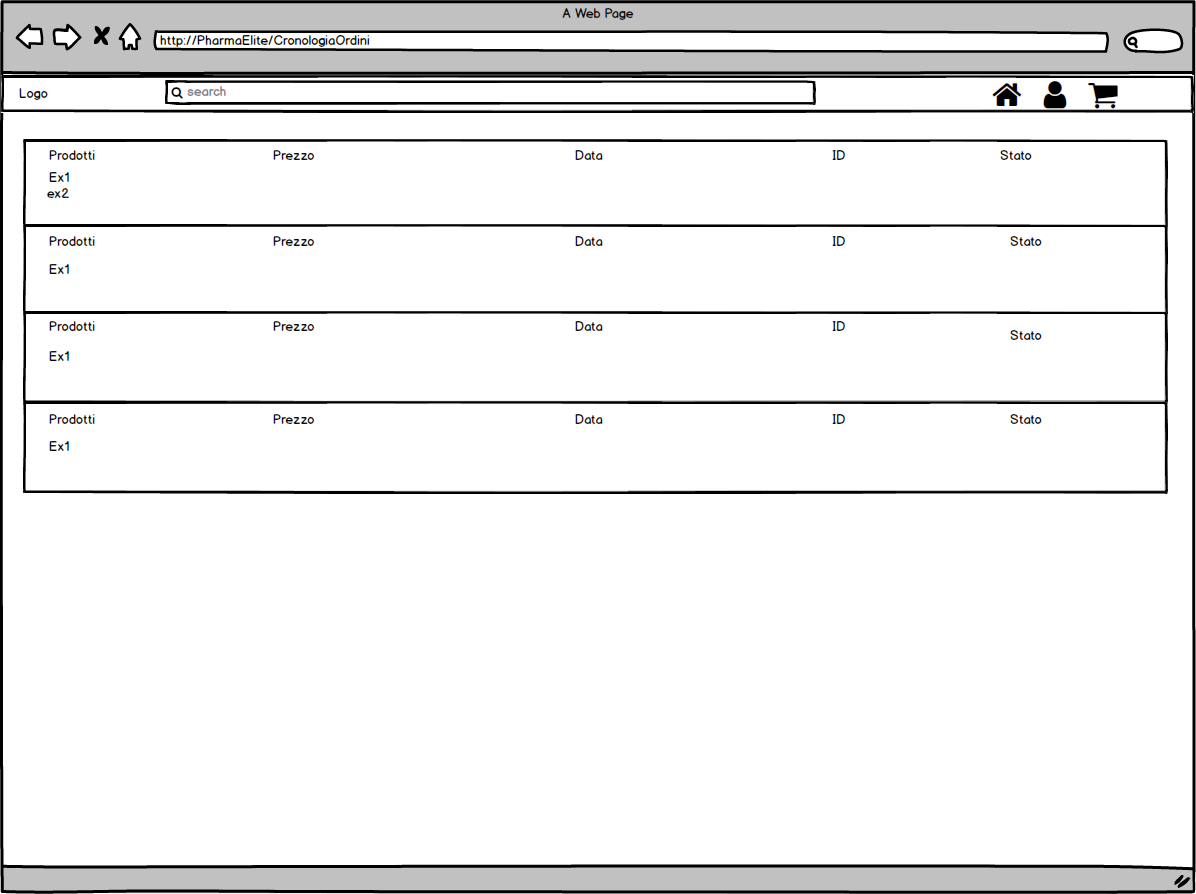 A Web Page
http://PharmaElite/CronologiaOrdini
Logo
search
Prodotti Prezzo Data ID Stato
Ex1
ex2
Prodotti Prezzo Data ID Stato
Ex1
Prodotti Prezzo Data ID Stato
Ex1
Prodotti Prezzo Data ID Stato
Ex1